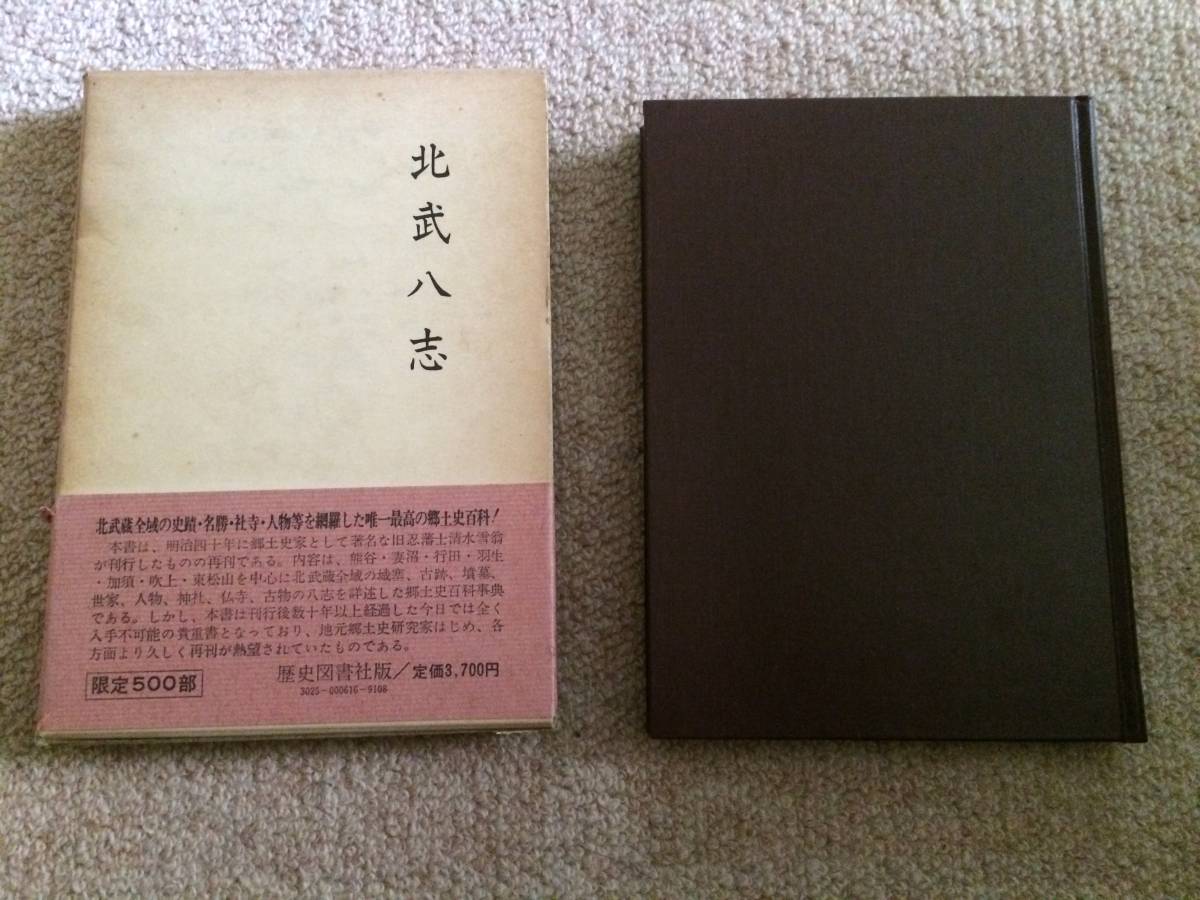 北武八志
北武蔵全域の史蹟・名勝・社寺・人物等を網羅した唯一最高の郷土史百科!
本書は、明治四十年に郷土史家として著名な旧忍藩士清水雪翁
が刊行したものの再刊である。内容は、熊谷・妻沼・行田・羽生
・加須・吹上・東松山を中心に北武蔵全域の城塞、古跡、墳墓、
世家、人物、神社、仏寺、古物の八志を詳述した郷土史百科事典
である。しかし、本書は刊行後数十年以上経過した今日では全く
入手不可能の貴重書となっており、地元郷土史研究家はじめ、各
方面より久しく再刊が熱望されていたものである。
限定500部
歴史図書社版/定価3,700円
3025-000616-9108